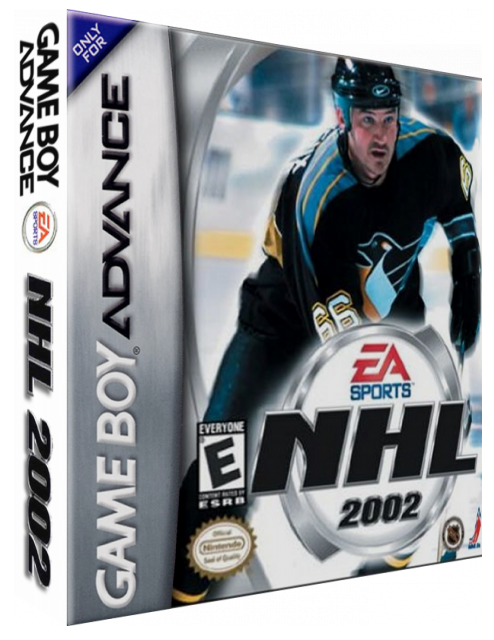 GAME BOY
ADVANCE
EA
SPORTS
NHL 2002
ONLY
FOR
GAME BOY ADVANCE
66
EA
SPORTS
NHL
2002
EVERYONE
E
CONTENT RATED BY
ESRB
Official
Nintendo
Seal of Quality